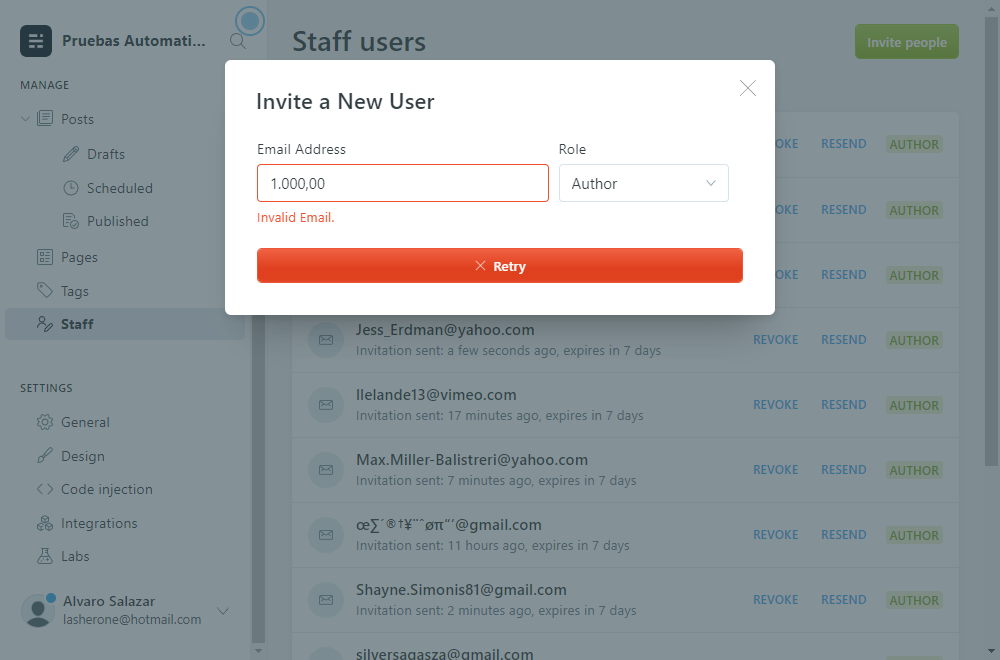 Pruebas Automati...
Staff users
Invite people
MANAGE
Posts
Drafts
Scheduled
Published
Pages
Tags
Staff
SETTINGS
General
Design
Code injection
Integrations
Labs
Alvaro Salazar
lasherone@hotmail.com
Invite a New User
Email Address
Role
1.000,00
Author
Invalid Email.
Retry
OKE RESEND AUTHOR
OKE RESEND AUTHOR
OKE RESEND AUTHOR
Jess_Erdman@yahoo.com
Invitation sent: a few seconds ago, expires in 7 days
REVOKE RESEND AUTHOR
llelande13@vimeo.com
Invitation sent: 17 minutes ago, expires in 7 days
REVOKE RESEND AUTHOR
Max.Miller-Balistreri@yahoo.com
Invitation sent: 7 minutes ago, expires in 7 days
REVOKE RESEND AUTHOR
œ∑´®†¥¨ˆøπ“‘@gmail.com
Invitation sent: 11 hours ago, expires in 7 days
REVOKE RESEND AUTHOR
Shayne.Simonis81@gmail.com
Invitation sent: 2 minutes ago, expires in 7 days
REVOKE RESEND AUTHOR
silversagasza@gmail.com